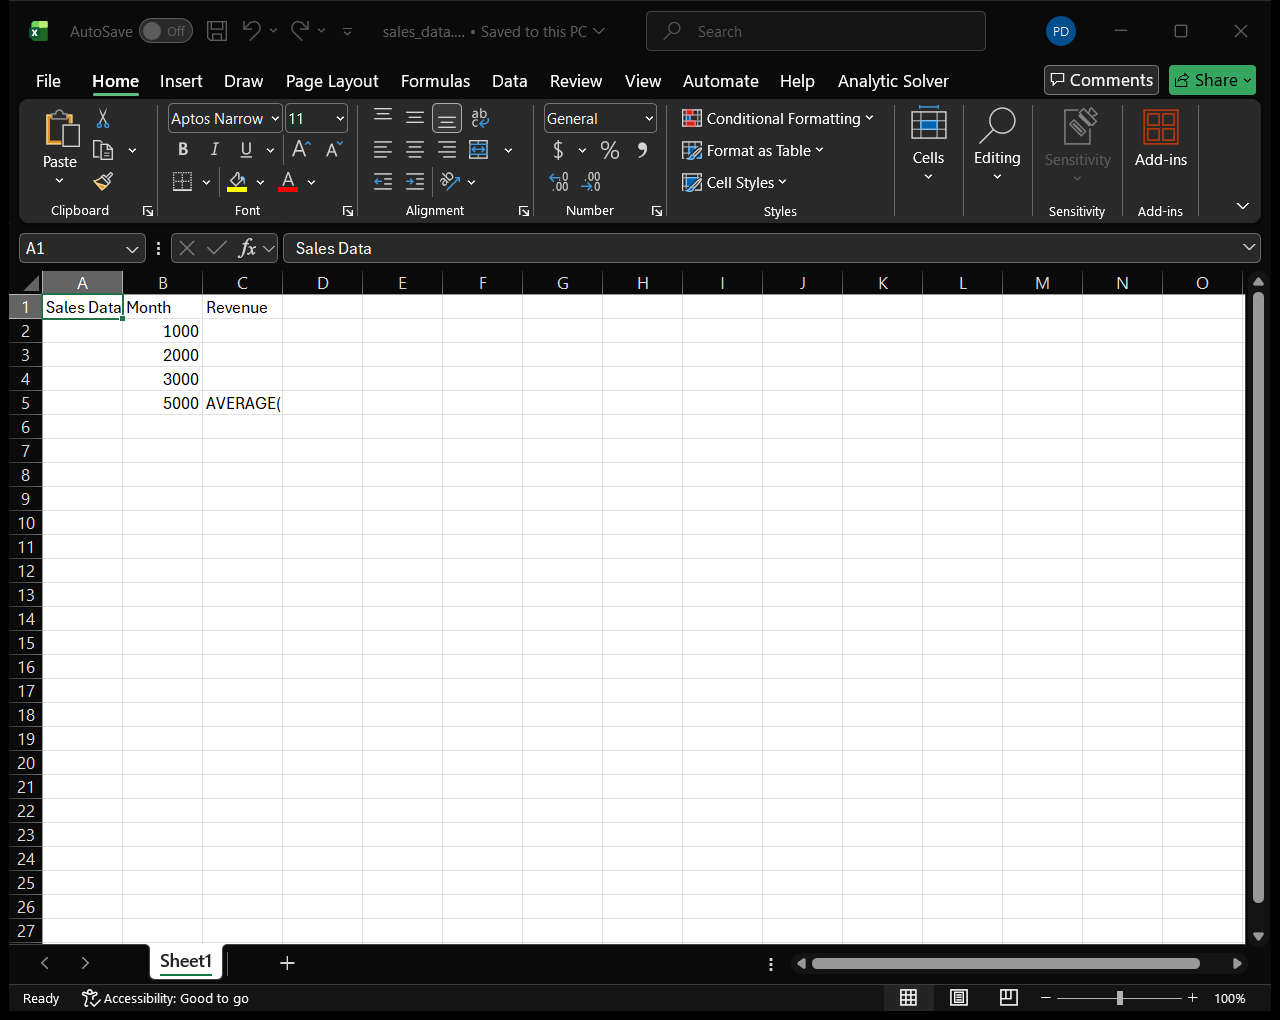 AutoSave Off sales_data.... • Saved to this PC Search PD
File Home Insert Draw Page Layout Formulas Data Review View Automate Help Analytic Solver Comments Share
Paste Aptos Narrow 11 General Conditional Formatting Cells Editing Sensitivity Add-ins
B I U A A $ % Format as Table
A Cell Styles
Clipboard Font Alignment Number Styles Sensitivity Add-ins
A1 fx Sales Data
A B C D E F G H I J K L M N O
1 Sales Data Month Revenue
2 1000
3 2000
4 3000
5 5000 AVERAGE(
6
7
8
9
10
11
12
13
14
15
16
17
18
19
20
21
22
23
24
25
26
27
Sheet1
Ready Accessibility: Good to go 100%